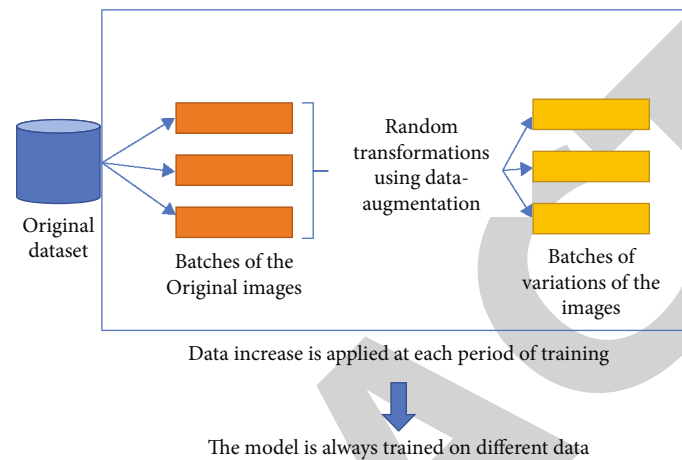 Original
dataset
Batches of the
Original images
Random
transformations
using data-
augmentation
Batches of
variations of the
images
Data increase is applied at each period of training
The model is always trained on different data